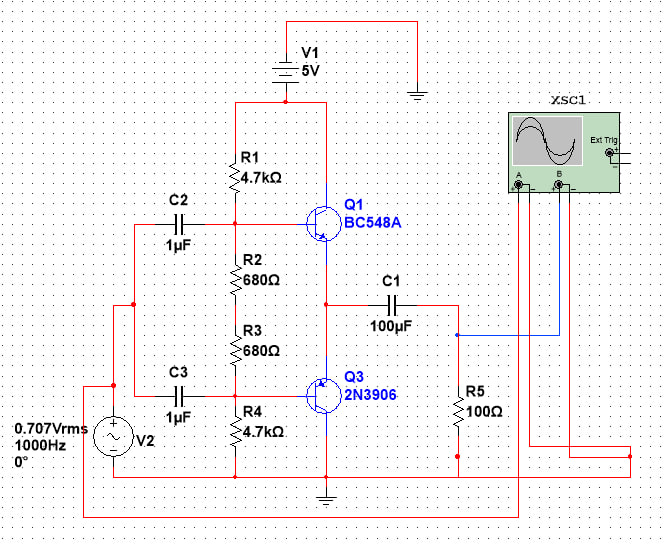 V1
5V
XSC1
Ext Trig
+
-
A
B
+
-
+
-
R1
4.7kΩ
C2
1µF
Q1
BC548A
R2
680Ω
C1
100µF
R3
680Ω
C3
1µF
Q3
2N3906
R5
100Ω
R4
4.7kΩ
0.707Vrms
1000Hz
0°
V2